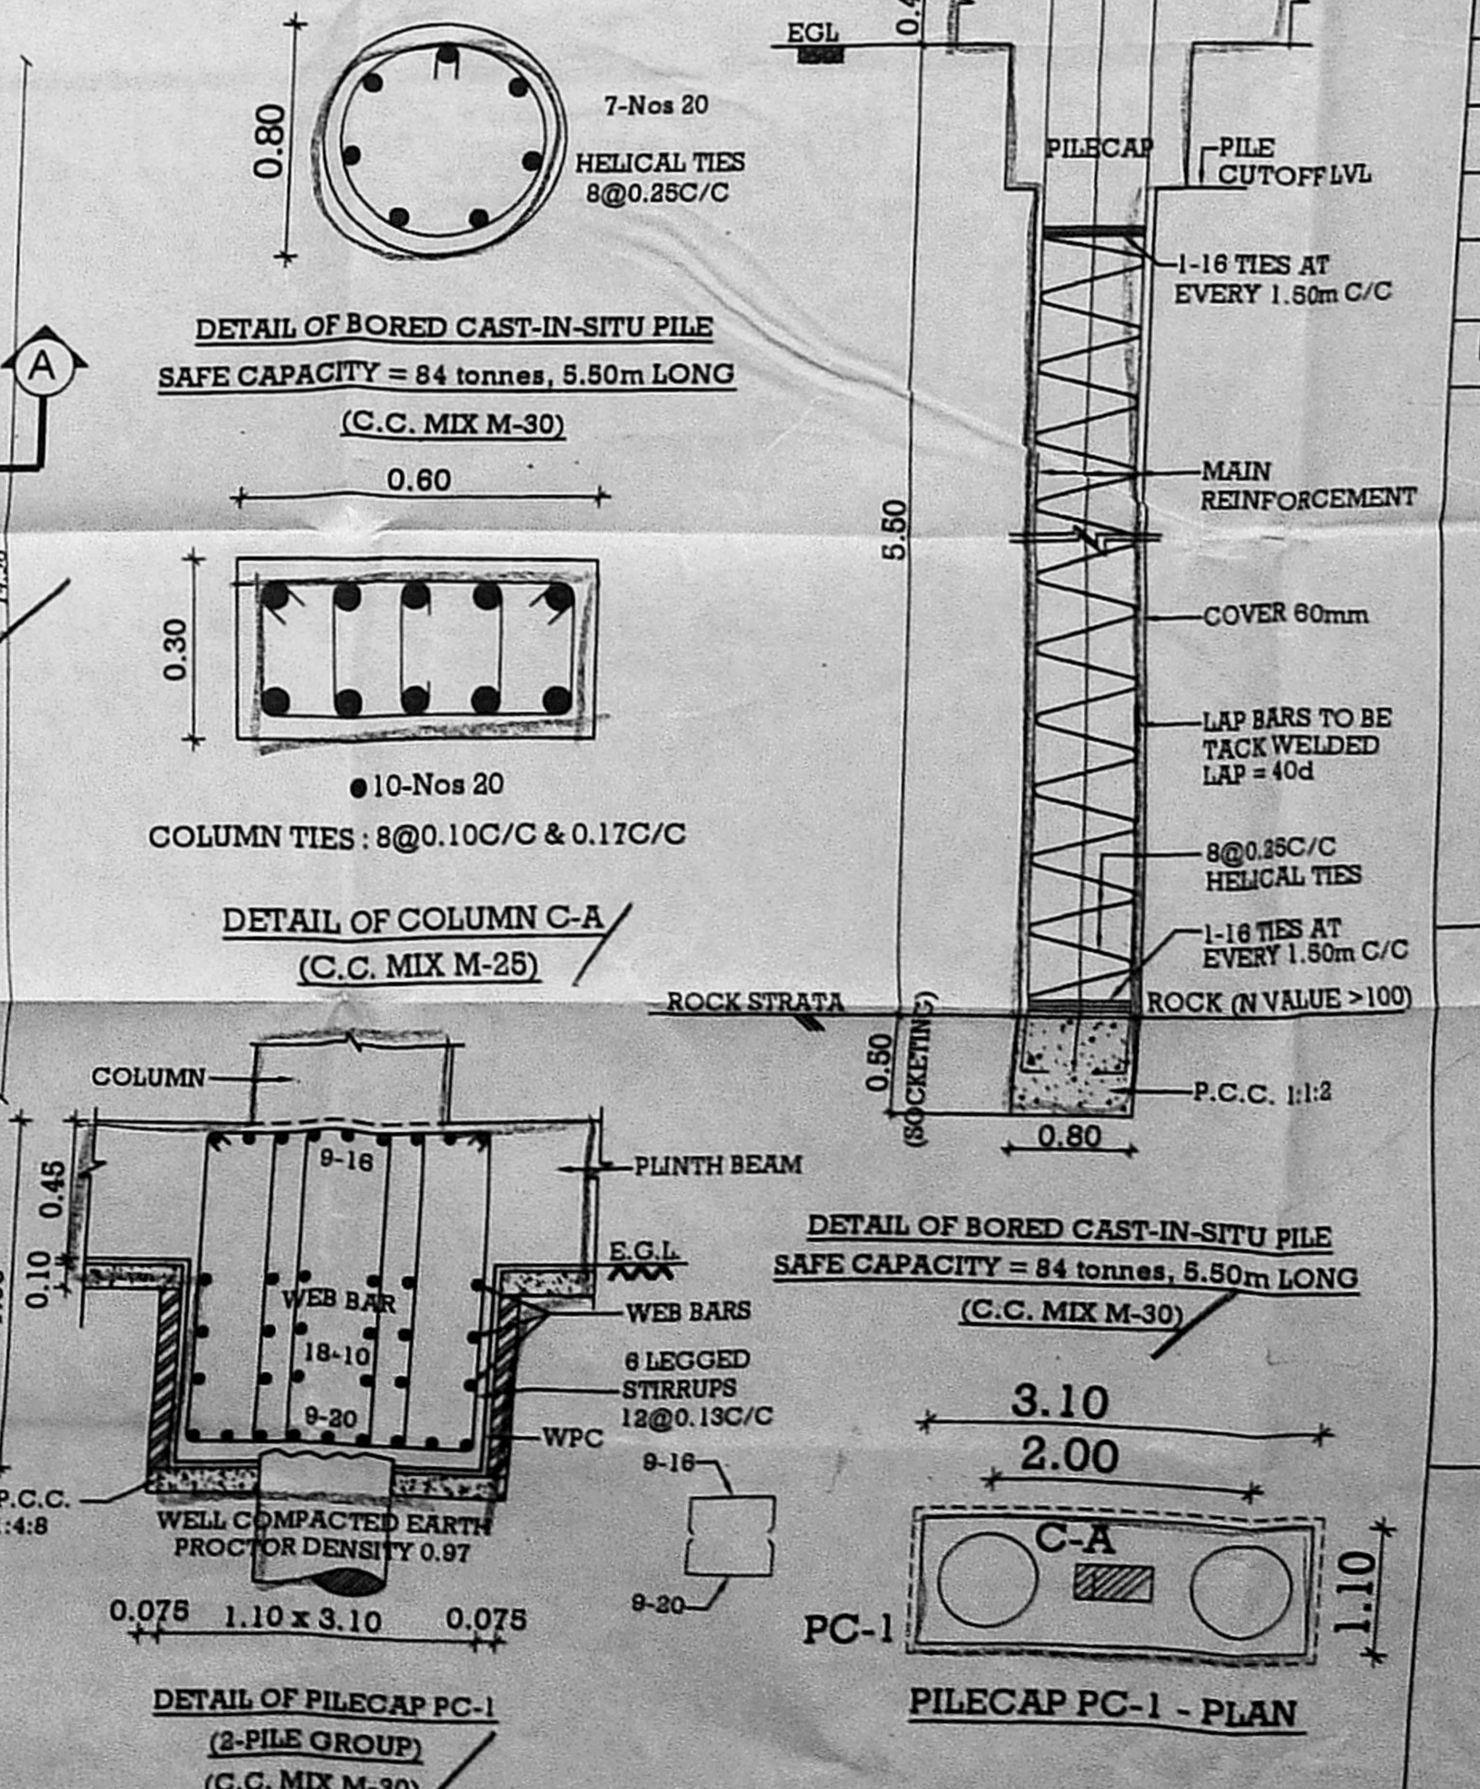 0.80
7-Nos 20
HELICAL TIES
8@0.25C/C
DETAIL OF BORED CAST-IN-SITU PILE
SAFE CAPACITY = 84 tonnes, 5.50m LONG
(C.C. MIX M-30)
A
0.60
0.30
10-Nos 20
COLUMN TIES : 8@0.10C/C & 0.17C/C
DETAIL OF COLUMN C-A
(C.C. MIX M-25)
EGL
PILECAP
PILE
CUTOFF LVL
1-16 TIES AT
EVERY 1.50m C/C
MAIN
REINFORCEMENT
5.50
COVER 60mm
LAP BARS TO BE
TACK WELDED
LAP = 40d
8@0.25C/C
HELICAL TIES
1-16 TIES AT
EVERY 1.50m C/C
ROCK STRATA
ROCK (N VALUE >100)
0.50
(SOCKETING)
P.C.C. 1:1:2
0.80
DETAIL OF BORED CAST-IN-SITU PILE
SAFE CAPACITY = 84 tonnes, 5.50m LONG
(C.C. MIX M-30)
COLUMN
9-16
PLINTH BEAM
0.45
0.10
E.G.L
WEB BAR
WEB BARS
18-10
6 LEGGED
STIRRUPS
12@0.13C/C
9-20
WPC
P.C.C.
:4:8
WELL COMPACTED EARTH
PROCTOR DENSITY 0.97
0.075 1.10 x 3.10 0.075
9-16
9-20
DETAIL OF PILECAP PC-1
(2-PILE GROUP)
(C.C. MIX M-30)
3.10
2.00
C-A
1.10
PC-1
PILECAP PC-1 - PLAN